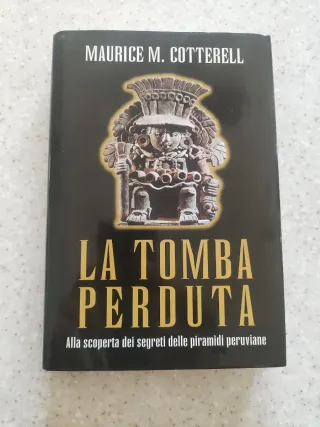 MAURICE M. COTTERELL
LA TOMBA
PERDUTA
Alla scoperta dei segreti delle piramidi peruviane